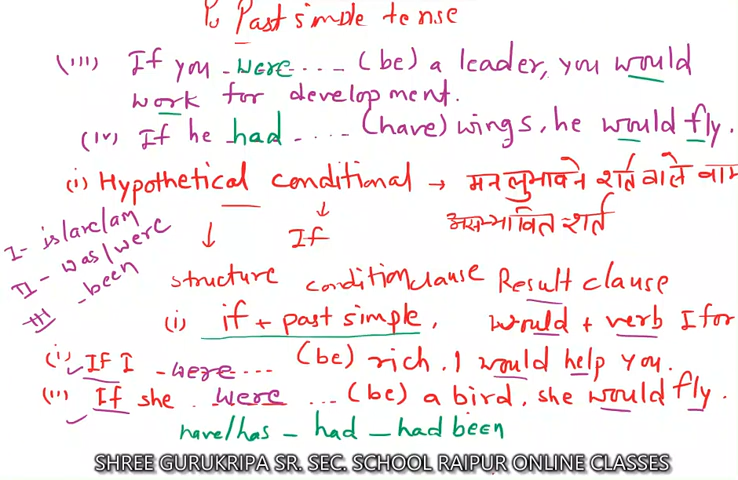 Past simple tense
(iii) If you were.... (be) a leader, you would
work for development.
(iv) If he had .... (have) wings, he would fly.
(i) Hypothetical conditional → मन लुभावने शर्त वाले वाक
If
असम्भावित शर्त
I - is/are/am
II - was/were
III - been
structure condition clause Result clause
(i) if + past simple, would + verb I for
(i) If I were.... (be) rich, I would help you.
(ii) If she were ... (be) a bird, she would fly.
have/has - had - had been
SHREE GURUKRIPA SR. SEC. SCHOOL RAIPUR ONLINE CLASSES